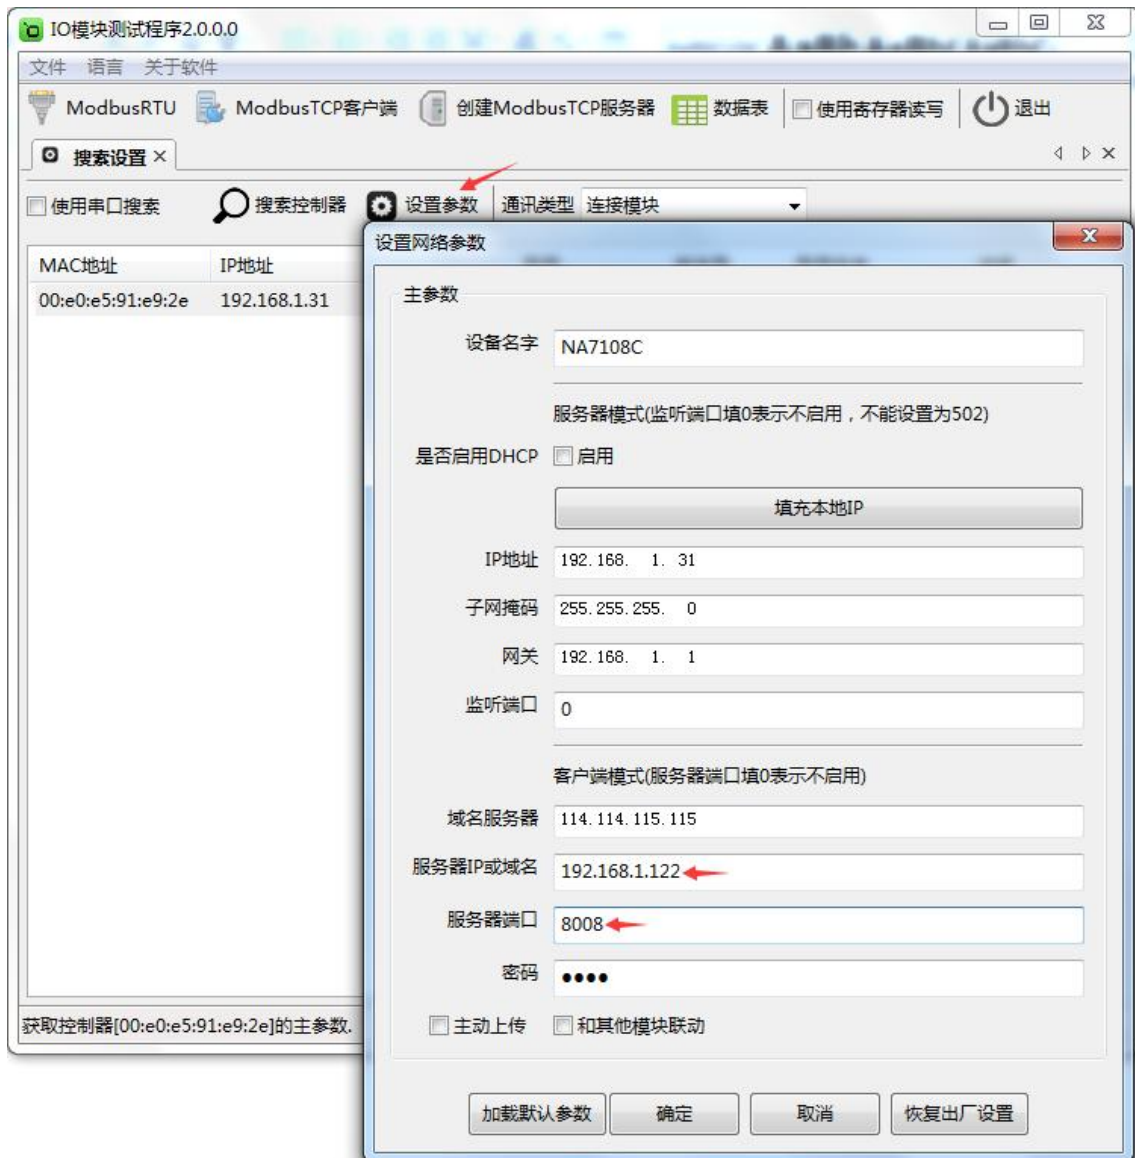 IO模块测试程序2.0.0.0
文件 语言 关于软件
ModbusRTU ModbusTCP客户端 创建ModbusTCP服务器 数据表 使用寄存器读写 退出
搜索设置
使用串口搜索 搜索控制器 设置参数 通讯类型 连接模块
设置网络参数
MAC地址 IP地址
00:e0:e5:91:e9:2e 192.168.1.31
主参数
设备名字 NA7108C
服务器模式(监听端口填0表示不启用，不能设置为502)
是否启用DHCP 启用
填充本地IP
IP地址 192.168. 1. 31
子网掩码 255.255.255. 0
网关 192.168. 1. 1
监听端口 0
客户端模式(服务器端口填0表示不启用)
域名服务器 114.114.115.115
服务器IP或域名 192.168.1.122
服务器端口 8008
密码 ●●●●
主动上传 和其他模块联动
获取控制器[00:e0:e5:91:e9:2e]的主参数.
加载默认参数 确定 取消 恢复出厂设置